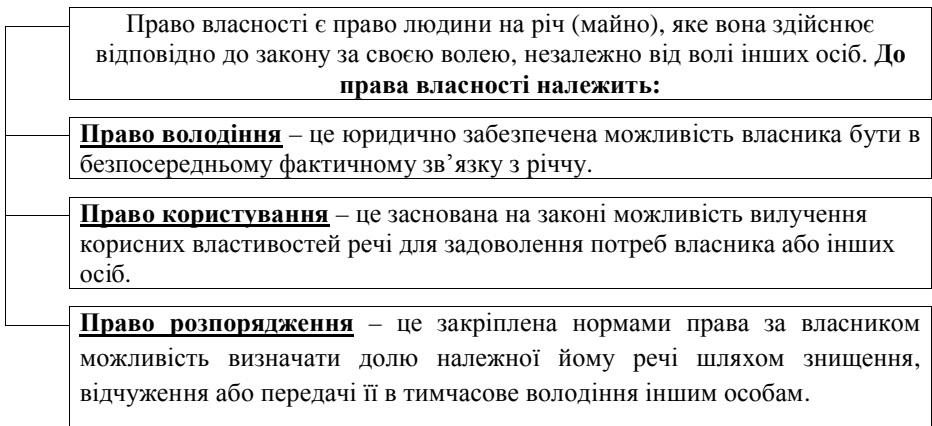 Право власності є право людини на річ (майно), яке вона здійснює
відповідно до закону за своєю волею, незалежно від волі інших осіб. До
права власності належить:
Право володіння – це юридично забезпечена можливість власника бути в
безпосередньому фактичному зв’язку з річчу.
Право користування – це заснована на законі можливість вилучення
корисних властивостей речі для задоволення потреб власника або інших
осіб.
Право розпорядження – це закріплена нормами права за власником
можливість визначати долю належної йому речі шляхом знищення,
відчуження або передачі її в тимчасове володіння іншим особам.